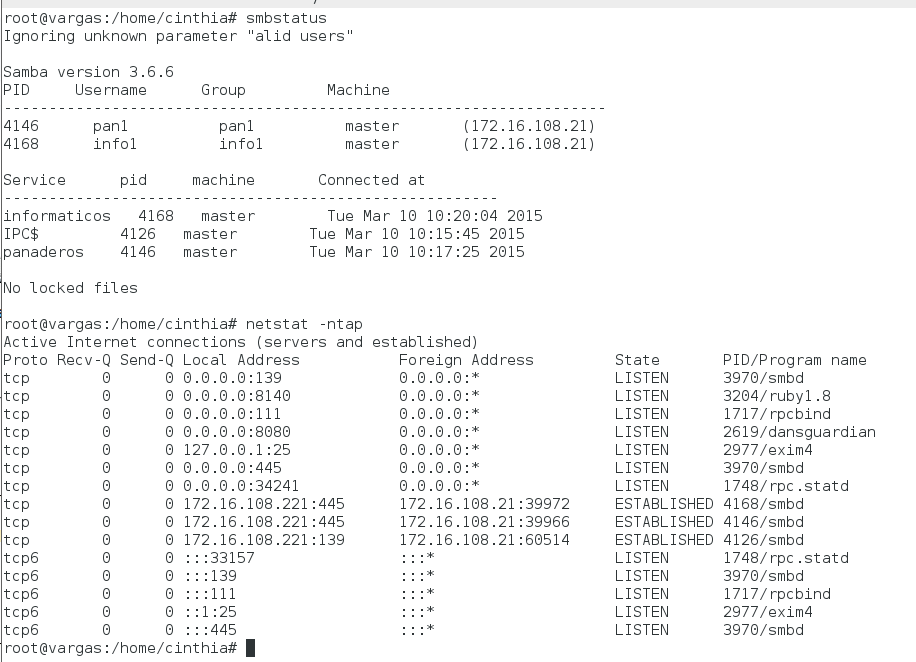 root@vargas:/home/cinthia# smbstatus
Ignoring unknown parameter "alid users"

Samba version 3.6.6
PID     Username      Group         Machine
-------------------------------------------------------------------
4146      pan1          pan1          master       (172.16.108.21)
4168      info1         info1         master       (172.16.108.21)

Service      pid     machine       Connected at
-------------------------------------------------------
informaticos   4168   master        Tue Mar 10 10:20:04 2015
IPC$         4126   master        Tue Mar 10 10:15:45 2015
panaderos    4146   master        Tue Mar 10 10:17:25 2015

No locked files

root@vargas:/home/cinthia# netstat -ntap
Active Internet connections (servers and established)
Proto Recv-Q Send-Q Local Address           Foreign Address         State       PID/Program name
tcp        0      0 0.0.0.0:139             0.0.0.0:*               LISTEN      3970/smbd
tcp        0      0 0.0.0.0:8140            0.0.0.0:*               LISTEN      3204/ruby1.8
tcp        0      0 0.0.0.0:111             0.0.0.0:*               LISTEN      1717/rpcbind
tcp        0      0 0.0.0.0:8080            0.0.0.0:*               LISTEN      2619/dansguardian
tcp        0      0 127.0.0.1:25            0.0.0.0:*               LISTEN      2977/exim4
tcp        0      0 0.0.0.0:445             0.0.0.0:*               LISTEN      3970/smbd
tcp        0      0 0.0.0.0:34241           0.0.0.0:*               LISTEN      1748/rpc.statd
tcp        0      0 172.16.108.221:445      172.16.108.21:39972     ESTABLISHED 4168/smbd
tcp        0      0 172.16.108.221:445      172.16.108.21:39966     ESTABLISHED 4146/smbd
tcp        0      0 172.16.108.221:139      172.16.108.21:60514     ESTABLISHED 4126/smbd
tcp6       0      0 :::33157                :::*                    LISTEN      1748/rpc.statd
tcp6       0      0 :::139                  :::*                    LISTEN      3970/smbd
tcp6       0      0 :::111                  :::*                    LISTEN      1717/rpcbind
tcp6       0      0 ::1:25                  :::*                    LISTEN      2977/exim4
tcp6       0      0 :::445                  :::*                    LISTEN      3970/smbd
root@vargas:/home/cinthia#